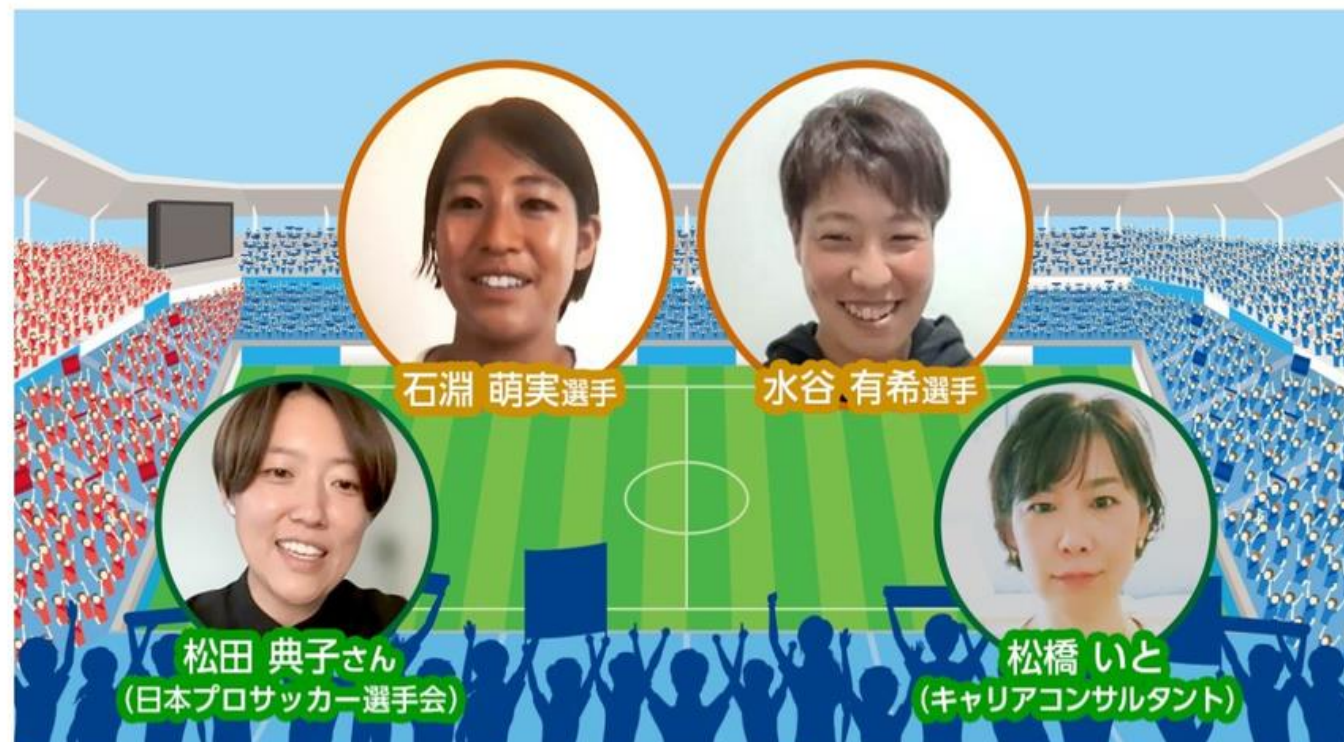 石淵 萌実選手
水谷 有希選手
松田 典子さん
(日本プロサッカー選手会)
松橋 いと
(キャリアコンサルタント)